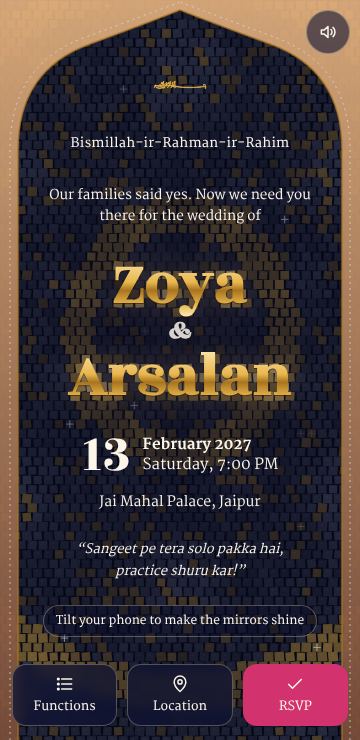 Bismillah-ir-Rahman-ir-Rahim
Our families said yes. Now we need you
there for the wedding of
Zoya
&
Arsalan
13
February 2027
Saturday, 7:00 PM
Jai Mahal Palace, Jaipur
“Sangeet pe tera solo pakka hai,
practice shuru kar!”
Tilt your phone to make the mirrors shine
Functions
Location
RSVP